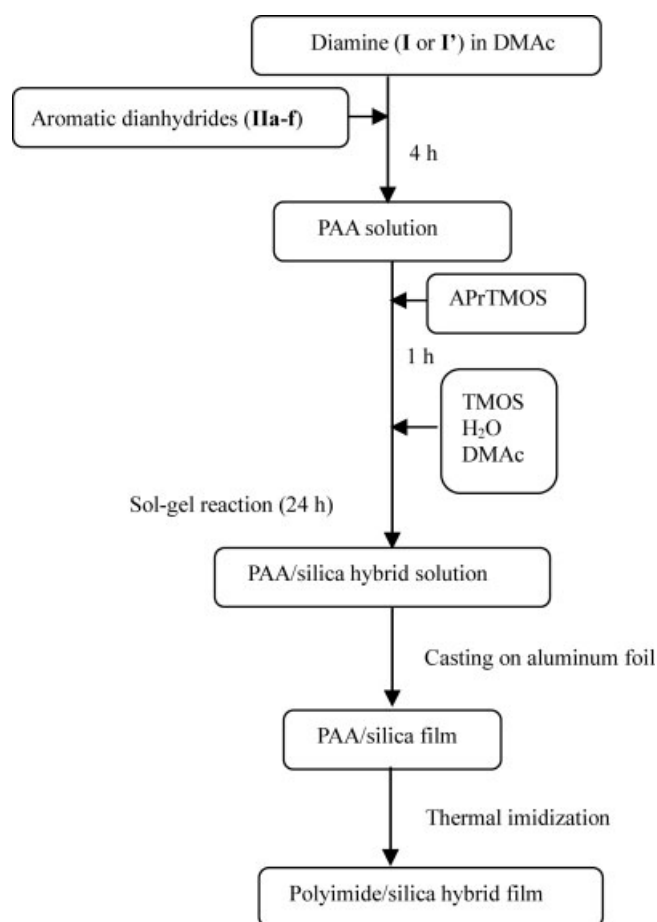 Diamine (I or I’) in DMAc
Aromatic dianhydrides (IIa-f)
4 h
PAA solution
APrTMOS
1 h
TMOS
H₂O
DMAc
Sol-gel reaction (24 h)
PAA/silica hybrid solution
Casting on aluminum foil
PAA/silica film
Thermal imidization
Polyimide/silica hybrid film